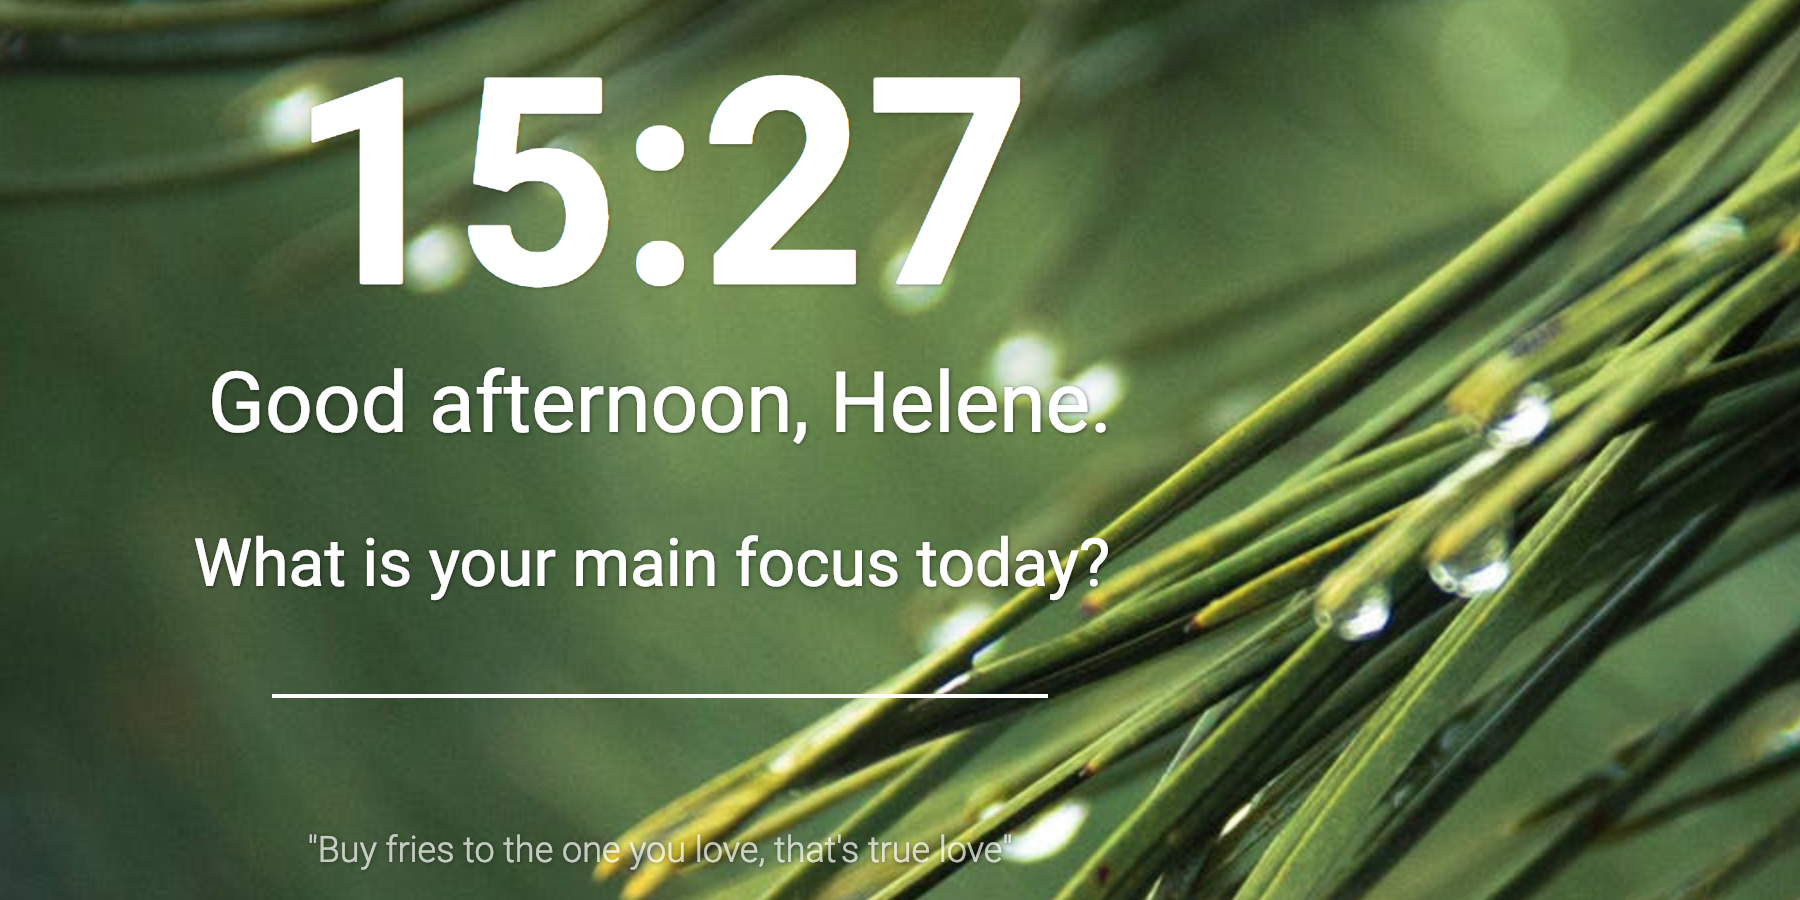 15:27
Good afternoon, Helene.
What is your main focus today?
"Buy fries to the one you love, that's true love"